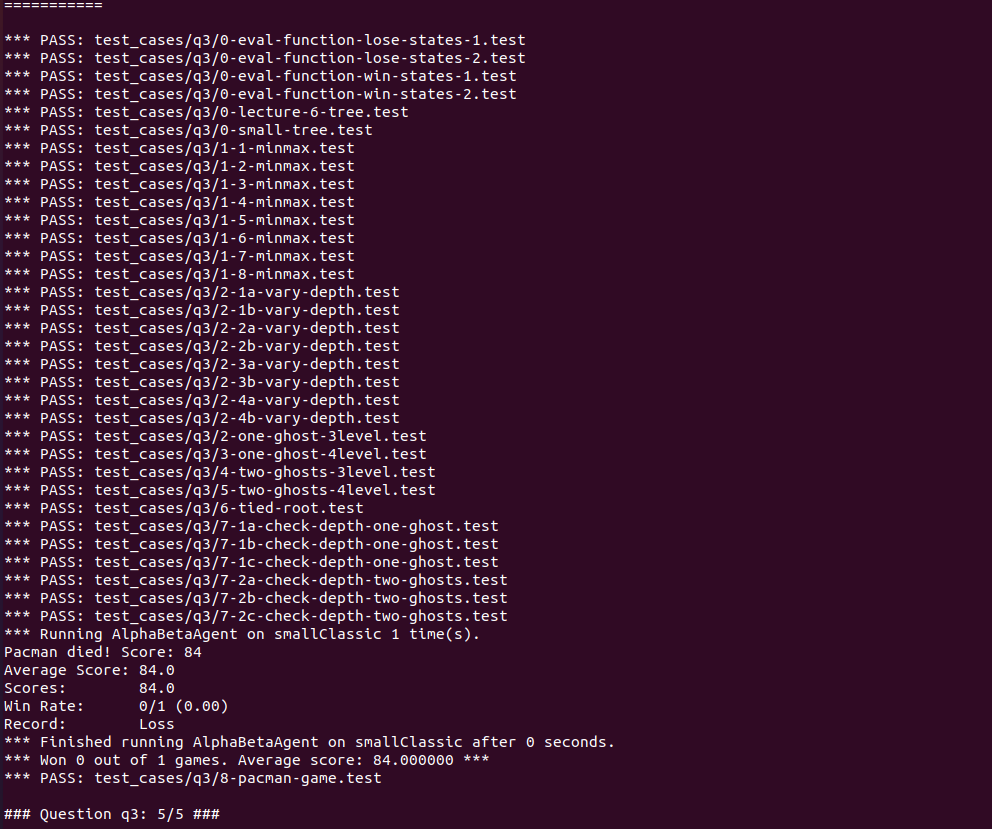 ===========
*** PASS: test_cases/q3/0-eval-function-lose-states-1.test
*** PASS: test_cases/q3/0-eval-function-lose-states-2.test
*** PASS: test_cases/q3/0-eval-function-win-states-1.test
*** PASS: test_cases/q3/0-eval-function-win-states-2.test
*** PASS: test_cases/q3/0-lecture-6-tree.test
*** PASS: test_cases/q3/0-small-tree.test
*** PASS: test_cases/q3/1-1-minmax.test
*** PASS: test_cases/q3/1-2-minmax.test
*** PASS: test_cases/q3/1-3-minmax.test
*** PASS: test_cases/q3/1-4-minmax.test
*** PASS: test_cases/q3/1-5-minmax.test
*** PASS: test_cases/q3/1-6-minmax.test
*** PASS: test_cases/q3/1-7-minmax.test
*** PASS: test_cases/q3/1-8-minmax.test
*** PASS: test_cases/q3/2-1a-vary-depth.test
*** PASS: test_cases/q3/2-1b-vary-depth.test
*** PASS: test_cases/q3/2-2a-vary-depth.test
*** PASS: test_cases/q3/2-2b-vary-depth.test
*** PASS: test_cases/q3/2-3a-vary-depth.test
*** PASS: test_cases/q3/2-3b-vary-depth.test
*** PASS: test_cases/q3/2-4a-vary-depth.test
*** PASS: test_cases/q3/2-4b-vary-depth.test
*** PASS: test_cases/q3/2-one-ghost-3level.test
*** PASS: test_cases/q3/3-one-ghost-4level.test
*** PASS: test_cases/q3/4-two-ghosts-3level.test
*** PASS: test_cases/q3/5-two-ghosts-4level.test
*** PASS: test_cases/q3/6-tied-root.test
*** PASS: test_cases/q3/7-1a-check-depth-one-ghost.test
*** PASS: test_cases/q3/7-1b-check-depth-one-ghost.test
*** PASS: test_cases/q3/7-1c-check-depth-one-ghost.test
*** PASS: test_cases/q3/7-2a-check-depth-two-ghosts.test
*** PASS: test_cases/q3/7-2b-check-depth-two-ghosts.test
*** PASS: test_cases/q3/7-2c-check-depth-two-ghosts.test
*** Running AlphaBetaAgent on smallClassic 1 time(s).
Pacman died! Score: 84
Average Score: 84.0
Scores:        84.0
Win Rate:      0/1 (0.00)
Record:        Loss
*** Finished running AlphaBetaAgent on smallClassic after 0 seconds.
*** Won 0 out of 1 games. Average score: 84.000000 ***
*** PASS: test_cases/q3/8-pacman-game.test
### Question q3: 5/5 ###